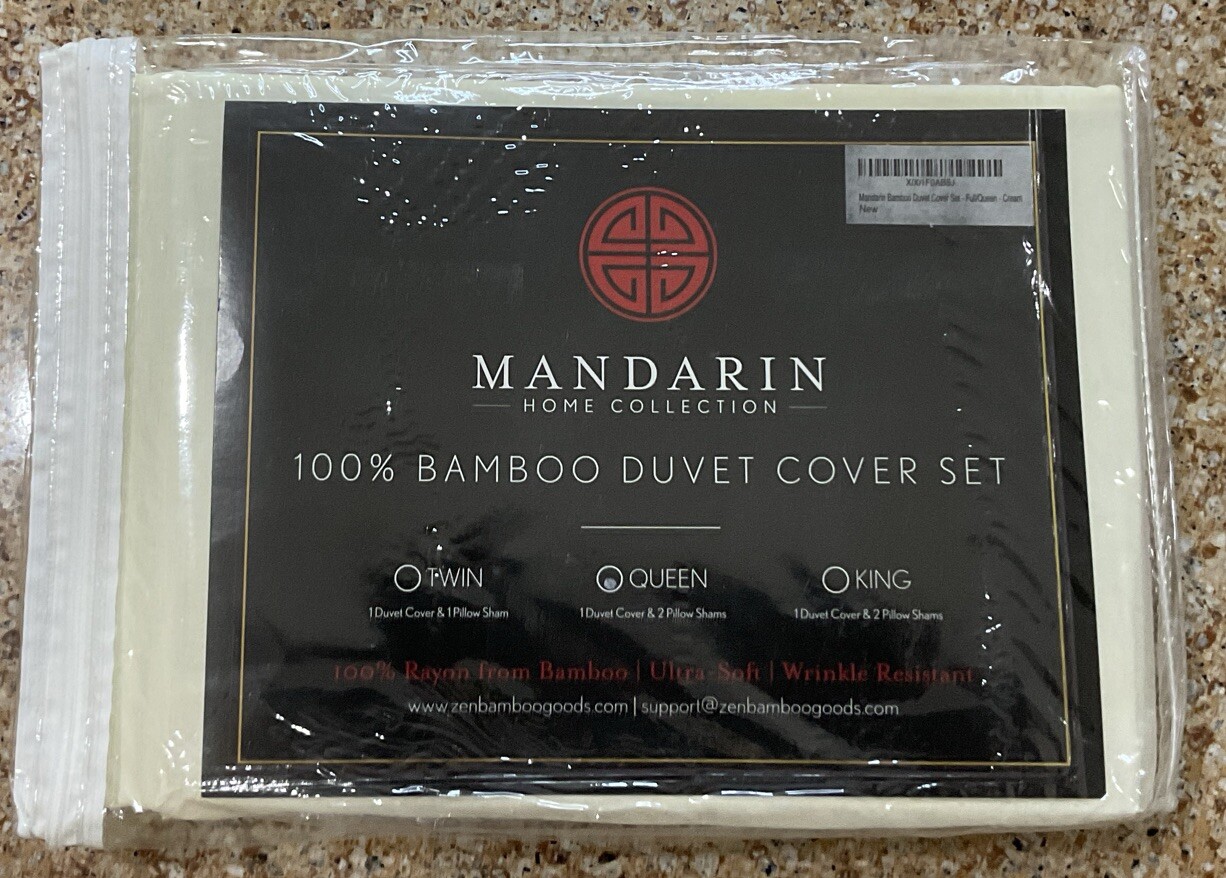 Mandarin Bamboo Duvet Cover Set - Full/Queen - Cream
New
MANDARIN
HOME COLLECTION
100% BAMBOO DUVET COVER SET
TWIN
1 Duvet Cover & 1 Pillow Sham
QUEEN
1 Duvet Cover & 2 Pillow Shams
KING
1 Duvet Cover & 2 Pillow Shams
100% Rayon from Bamboo | Ultra-Soft | Wrinkle Resistant
www.zenbamboogoods.com | support@zenbamboogoods.com